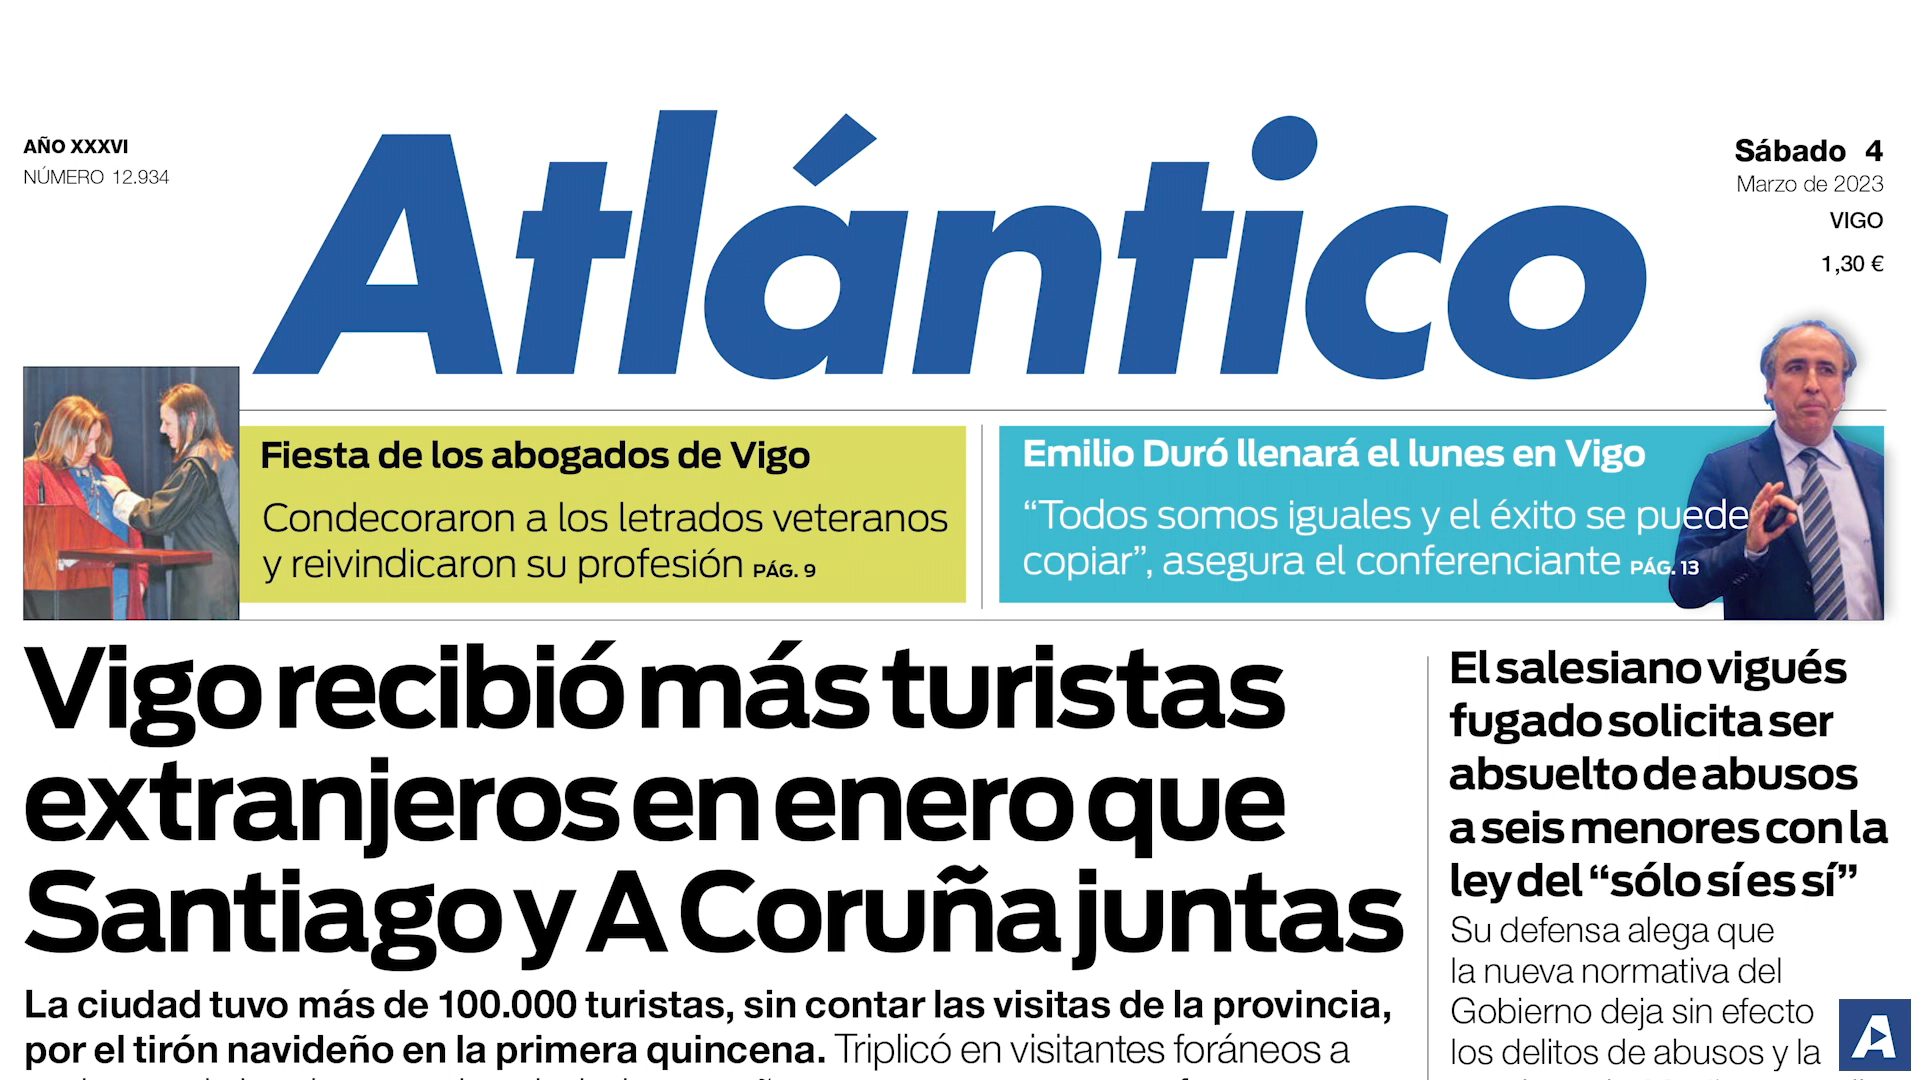 AÑO XXXVI
NÚMERO 12.934
Atlántico
Sábado 4
Marzo de 2023
VIGO
1,30 €
Fiesta de los abogados de Vigo
Condecoraron a los letrados veteranos
y reivindicaron su profesión PÁG. 9
Emilio Duró llenará el lunes en Vigo
“Todos somos iguales y el éxito se puede
copiar”, asegura el conferenciante PÁG. 13
Vigo recibió más turistas
extranjeros en enero que
Santiago y A Coruña juntas
La ciudad tuvo más de 100.000 turistas, sin contar las visitas de la provincia,
por el tirón navideño en la primera quincena. Triplicó en visitantes foráneos a
El salesiano vigués
fugado solicita ser
absuelto de abusos
a seis menores con la
ley del “sólo sí es sí”
Su defensa alega que
la nueva normativa del
Gobierno deja sin efecto
los delitos de abusos y la
A